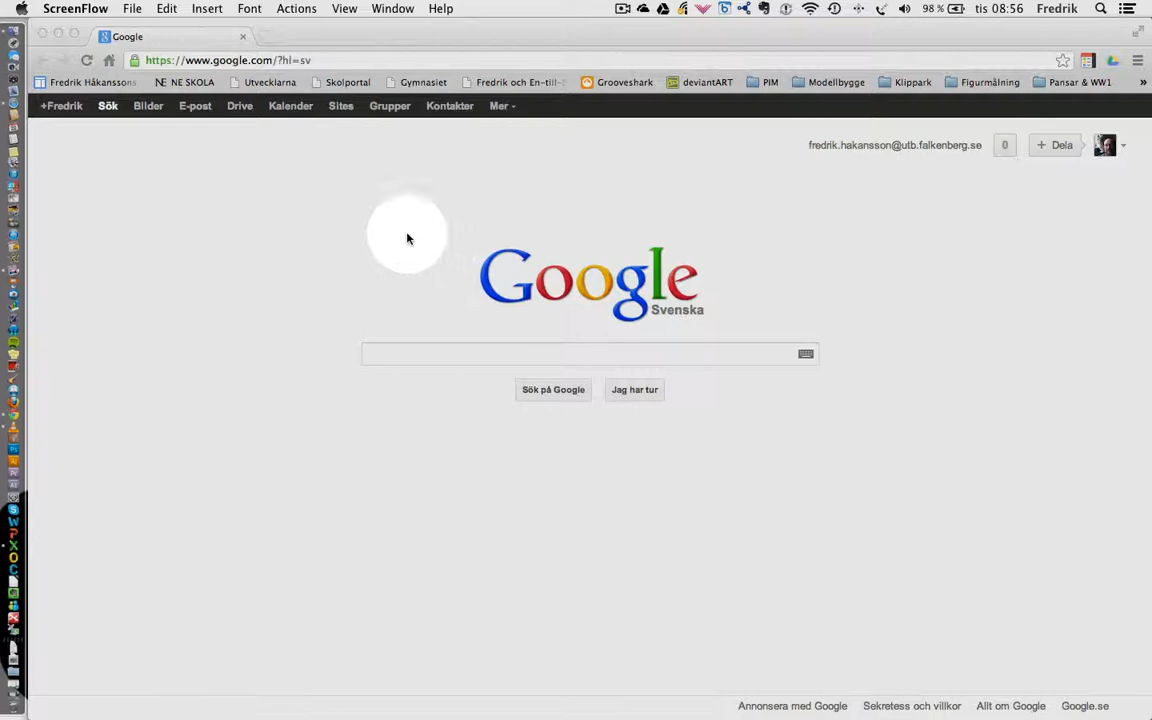 ScreenFlow File Edit Insert Font Actions View Window Help 98 % tis 08:56 Fredrik
Google
https://www.google.com/?hl=sv
Fredrik Håkanssons NE NE SKOLA Utvecklarna Skolportal Gymnasiet Fredrik och En-till- Grooveshark deviantART PIM Modellbygge Klippark Figurmålning Pansar & WW1 »
+Fredrik Sök Bilder E-post Drive Kalender Sites Grupper Kontakter Mer
fredrik.hakansson@utb.falkenberg.se 0 + Dela
Google
Svenska
Sök på Google Jag har tur
Annonsera med Google Sekretess och villkor Allt om Google Google.se